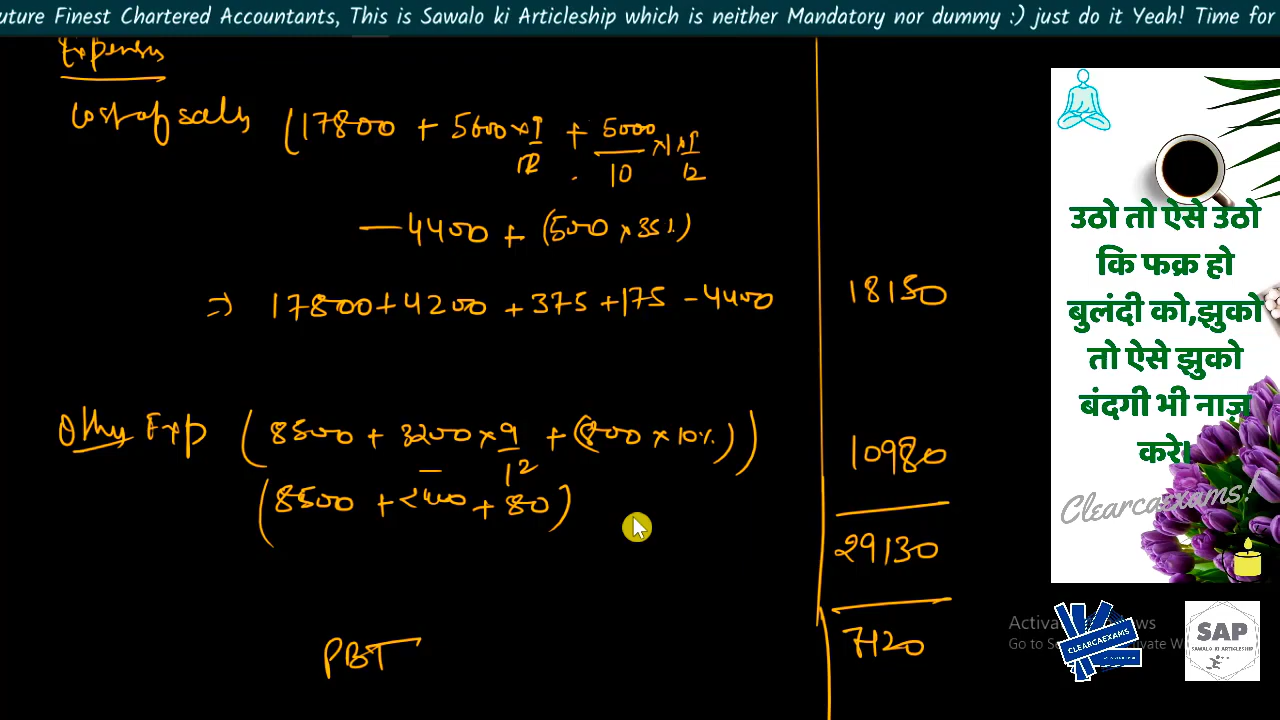 uture Finest Chartered Accountants, This is Sawalo ki Articleship which is neither Mandatory nor dummy :) just do it Yeah! Time for
Expenses
Cost of sales (17800 + 5600 × 9/12 + 5000/10 × 1 × 9/12
- 4400 + (500 × 35%)
⇒ 17800 + 4200 + 375 + 175 - 4400 18150
Other Exp (8500 + 3200 × 9/12 + (800 × 10%)) 10980
(8500 + 2400 + 80)
29130
PBT 7120
उठो तो ऐसे उठो
कि फक्र हो
बुलंदी को,झुको
तो ऐसे झुको
बंदगी भी नाज़
करे।
Clearcaexams!
CLEARCAEXAMS
SAP
SAWALO KI ARTICLESHIP